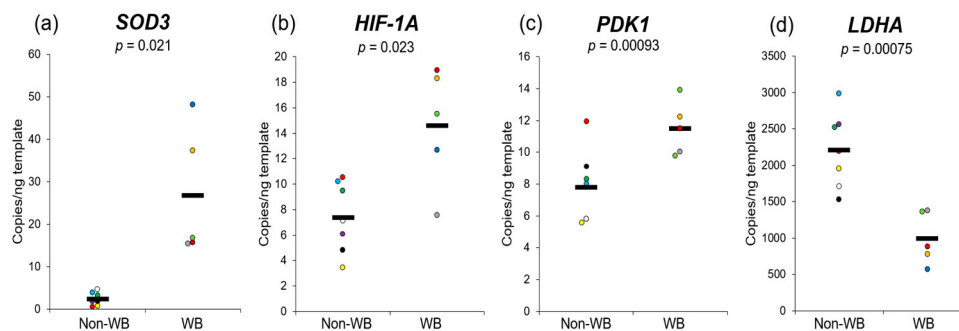 (a) SOD3
p = 0.021
Copies/ng template
60
50
40
30
20
10
0
Non-WB WB
(b) HIF-1A
p = 0.023
Copies/ng template
20
18
16
14
12
10
8
6
4
2
0
Non-WB WB
(c) PDK1
p = 0.00093
Copies/ng template
16
14
12
10
8
6
4
2
0
Non-WB WB
(d) LDHA
p = 0.00075
Copies/ng template
3500
3000
2500
2000
1500
1000
500
0
Non-WB WB